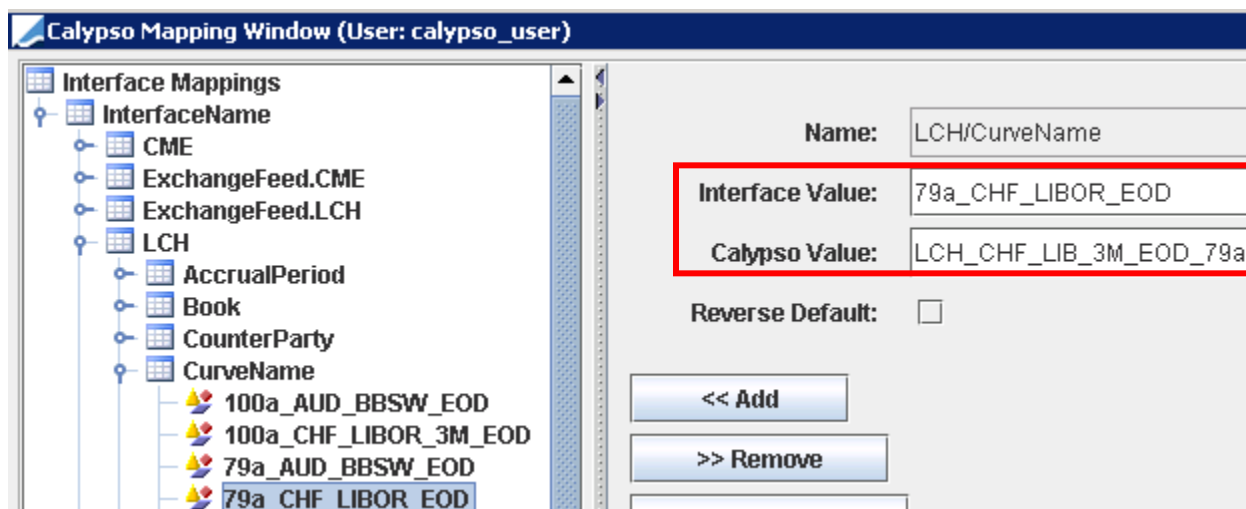 Calypso Mapping Window (User: calypso_user)
Interface Mappings
InterfaceName
CME
ExchangeFeed.CME
ExchangeFeed.LCH
LCH
AccrualPeriod
Book
CounterParty
CurveName
100a_AUD_BBSW_EOD
100a_CHF_LIBOR_3M_EOD
79a_AUD_BBSW_EOD
79a_CHF_LIBOR_EOD
Name: LCH/CurveName
Interface Value: 79a_CHF_LIBOR_EOD
Calypso Value: LCH_CHF_LIB_3M_EOD_79a
Reverse Default:
<< Add
>> Remove